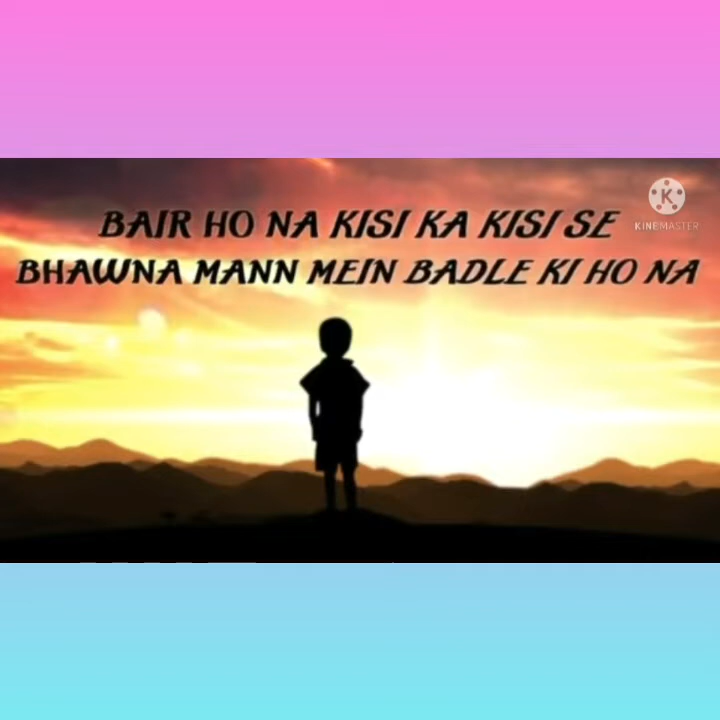 BAIR HO NA KISI KA KISI SE
BHAWNA MANN MEIN BADLE KI HO NA
K
KINEMASTER